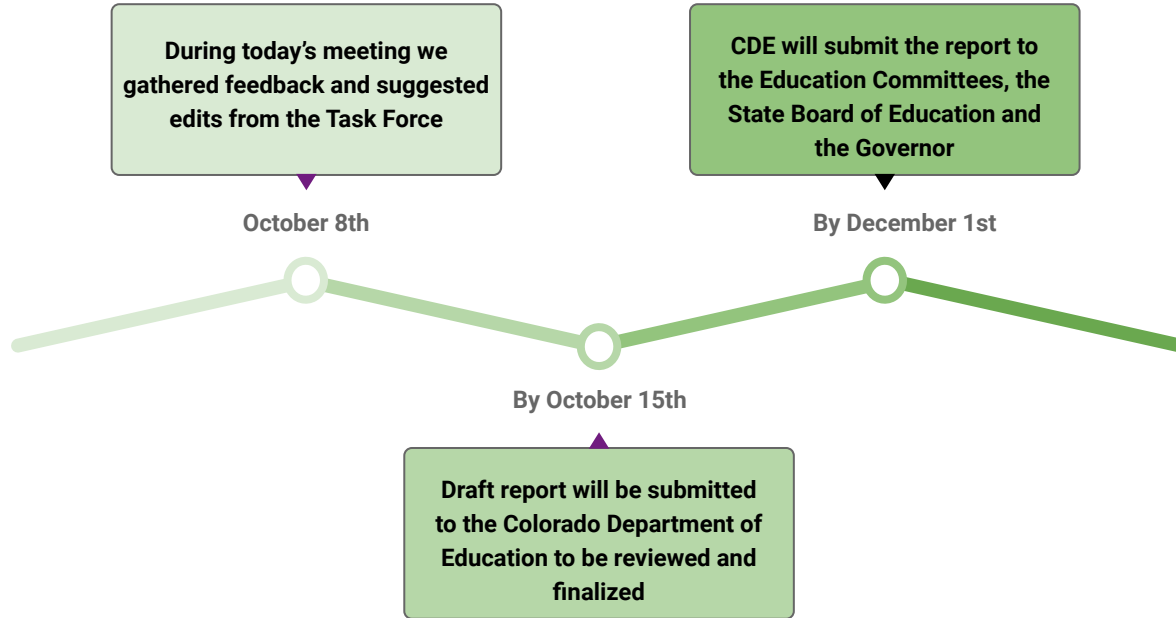 During today’s meeting we
gathered feedback and suggested
edits from the Task Force
October 8th
By October 15th
Draft report will be submitted
to the Colorado Department of
Education to be reviewed and
finalized
CDE will submit the report to
the Education Committees, the
State Board of Education and
the Governor
By December 1st